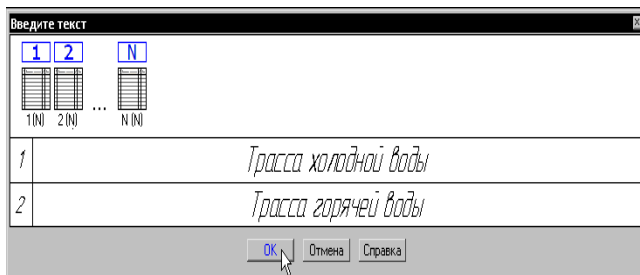 Введите текст
1 2 N
1 (N) 2 (N) ... N (N)
1 Трасса холодной воды
2 Трасса горячей воды
OK Отмена Справка